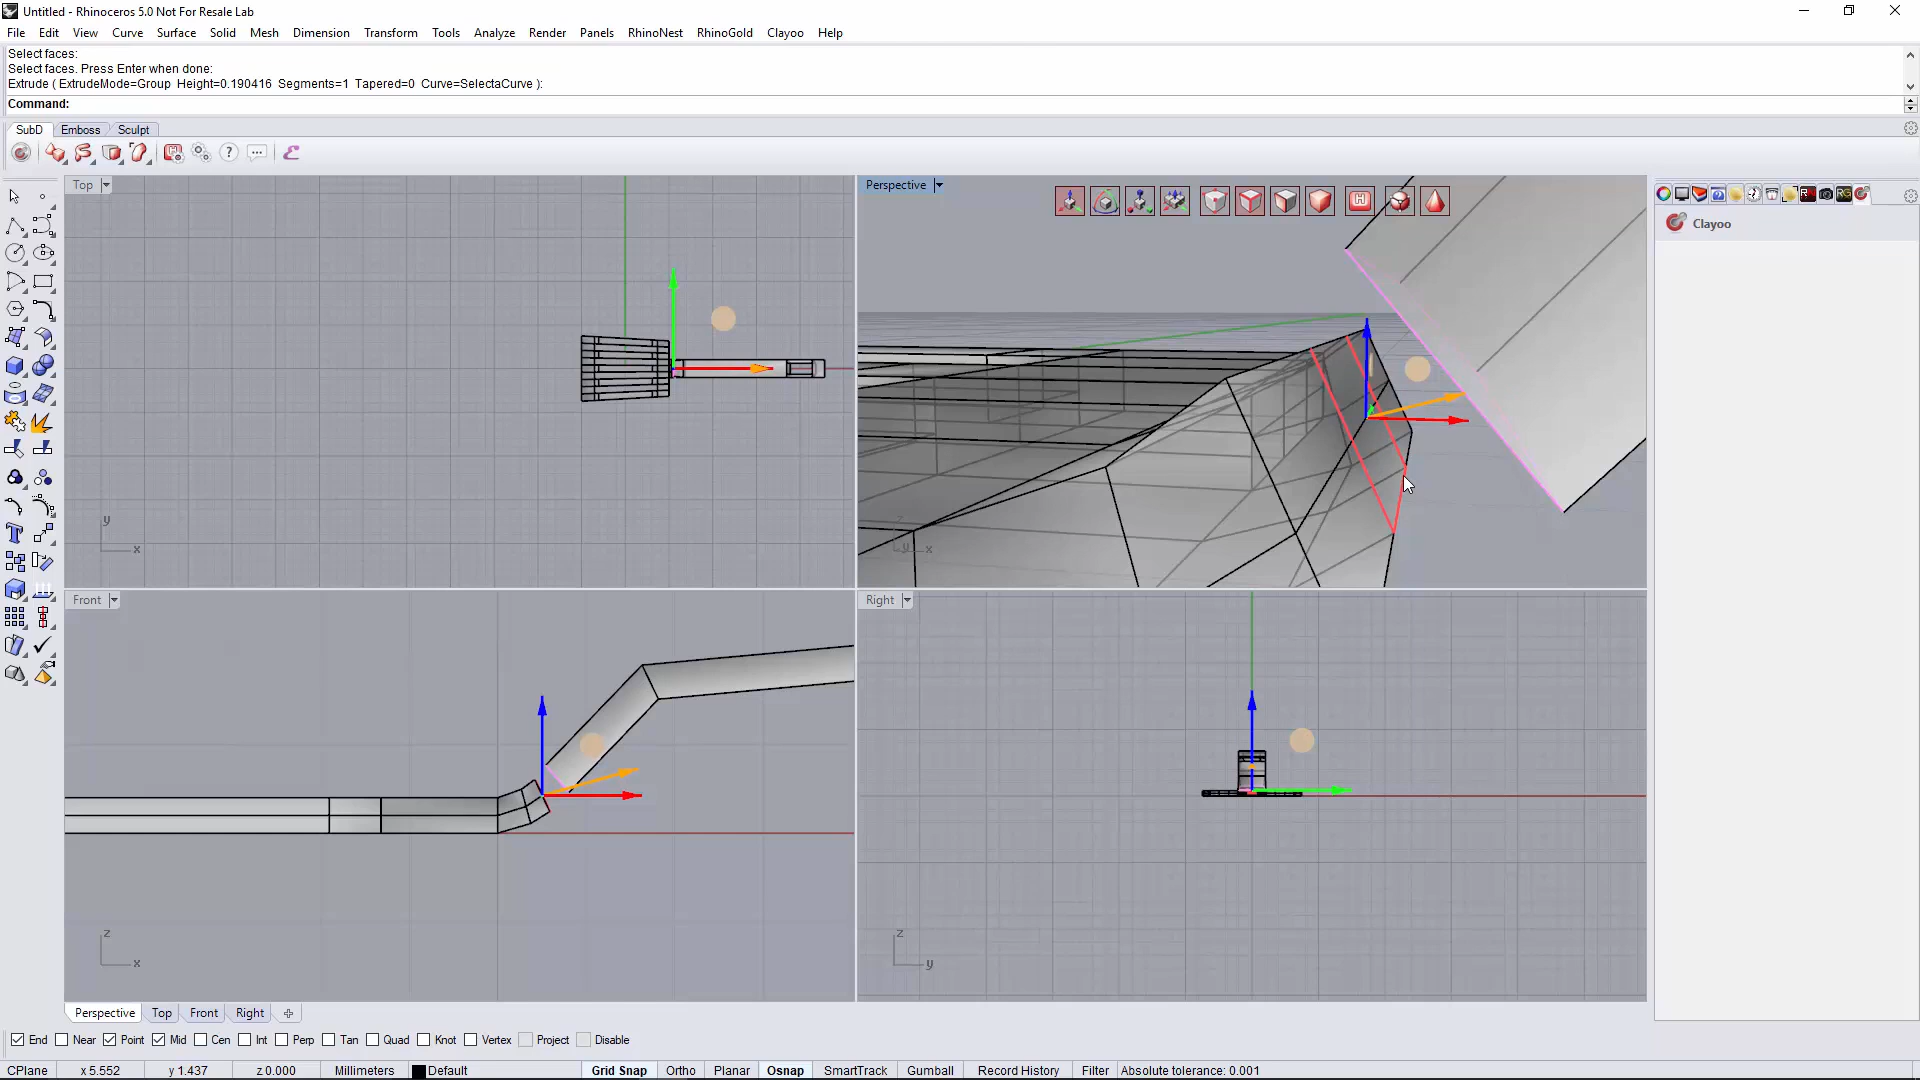 Untitled - Rhinoceros 5.0 Not For Resale Lab
File Edit View Curve Surface Solid Mesh Dimension Transform Tools Analyze Render Panels RhinoNest RhinoGold Clayoo Help
Select faces:
Select faces. Press Enter when done:
Extrude ( ExtrudeMode=Group Height=0.190416 Segments=1 Tapered=0 Curve=SelectaCurve ):
Command:
SubD Emboss Sculpt
Top
Perspective
Clayoo
y
x
z
y x
Front
Right
z
x
z
y
Perspective Top Front Right
End Near Point Mid Cen Int Perp Tan Quad Knot Vertex Project Disable
CPlane x 5.552 y 1.437 z 0.000 Millimeters Default Grid Snap Ortho Planar Osnap SmartTrack Gumball Record History Filter Absolute tolerance: 0.001